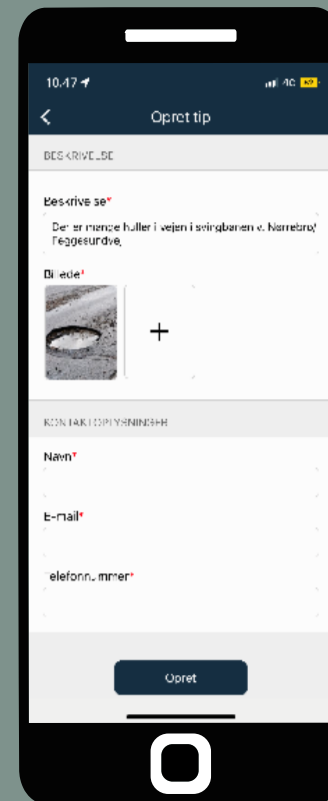 10.47
4G
Opret tip
BESKRIVELSE
Beskrivelse*
Der er mange huller i vejen i svingbanen v. Nørrebro/
Billede*
+
KONTAKTOPLYSNINGER
Navn*
E-mail*
Telefonnummer*
Opret